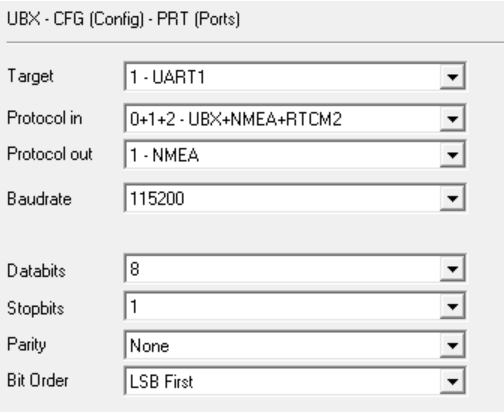 UBX - CFG (Config) - PRT (Ports)
Target 1 - UART1
Protocol in 0+1+2 - UBX+NMEA+RTCM2
Protocol out 1 - NMEA
Baudrate 115200
Databits 8
Stopbits 1
Parity None
Bit Order LSB First